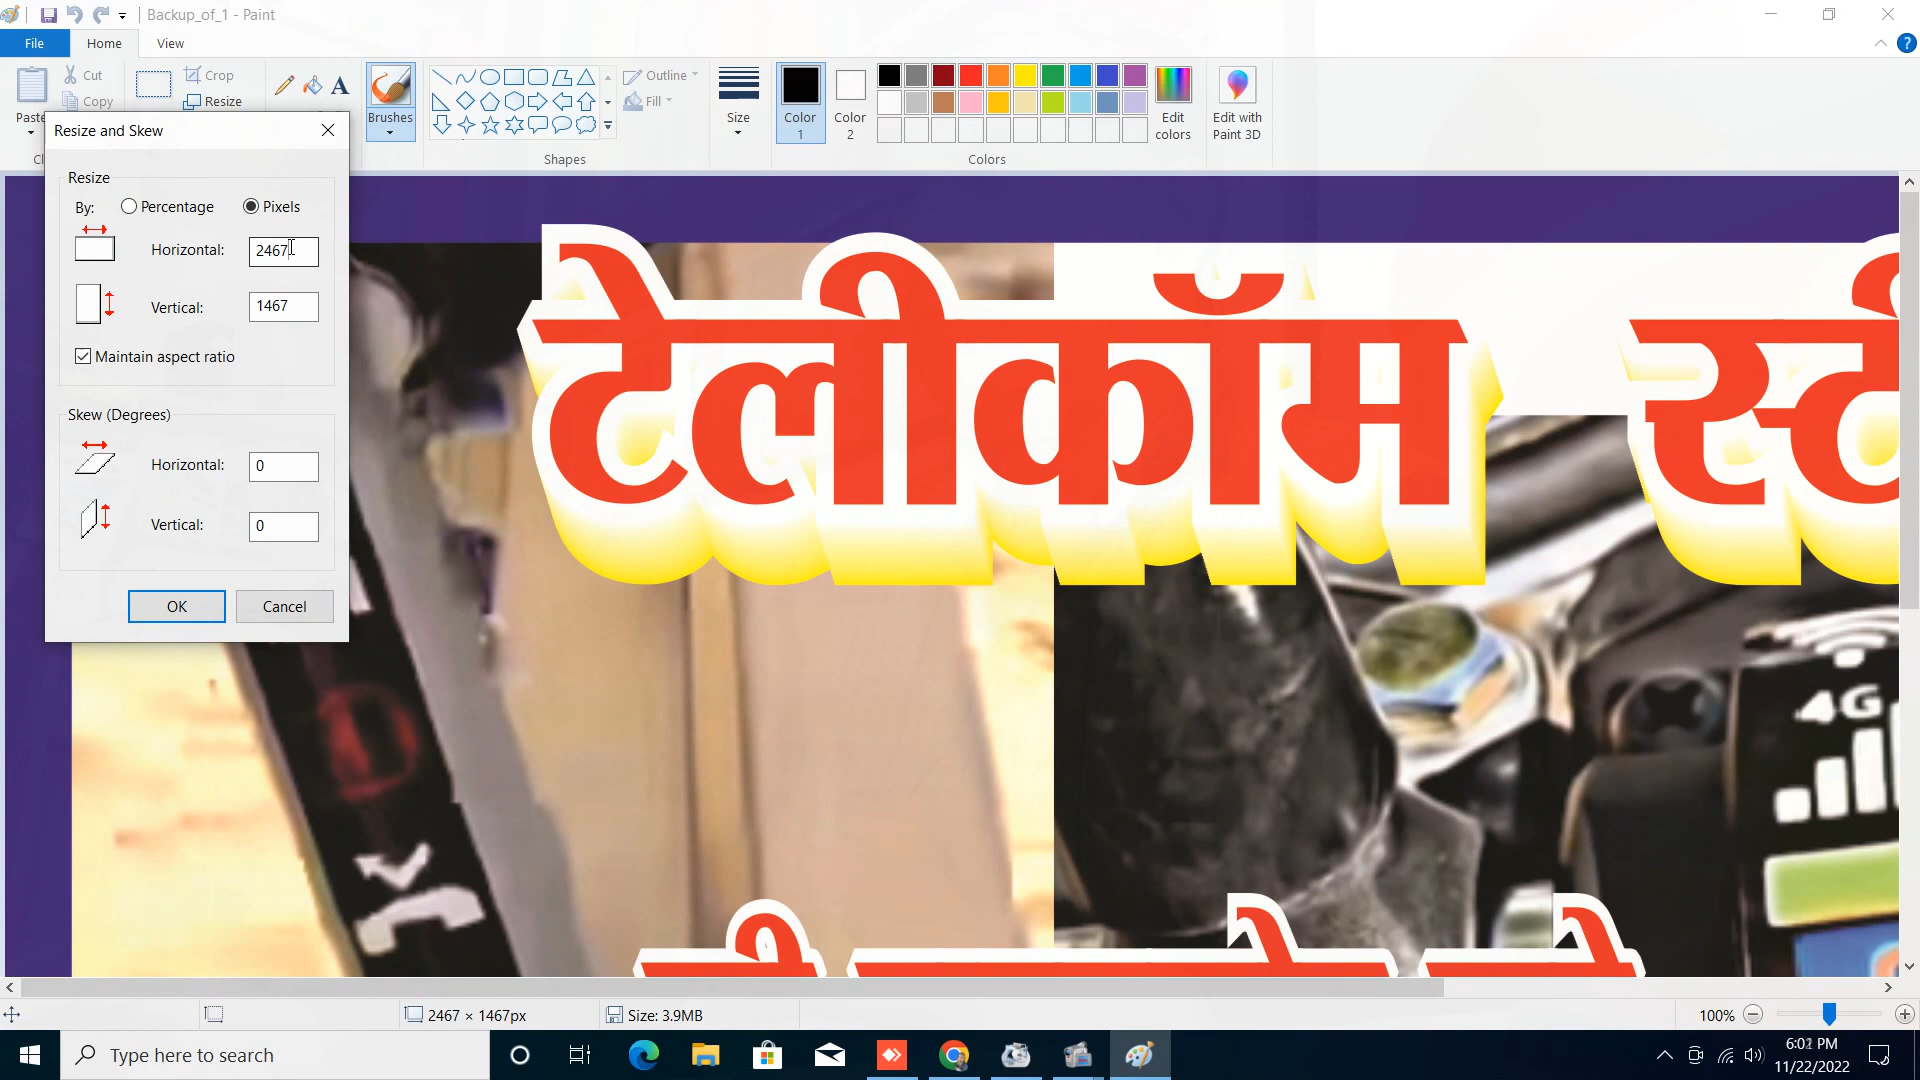 Backup_of_1 - Paint
File Home View
Paste Cut Copy Crop Resize Brushes Outline Fill Size Color 1 Color 2 Edit colors Edit with Paint 3D
Shapes Colors
Resize and Skew
Resize
By: Percentage Pixels
Horizontal: 2467
Vertical: 1467
Maintain aspect ratio
Skew (Degrees)
Horizontal: 0
Vertical: 0
OK Cancel
टेलीकॉम
4G
2467 × 1467px Size: 3.9MB 100%
Type here to search
6:02 PM
11/22/2022